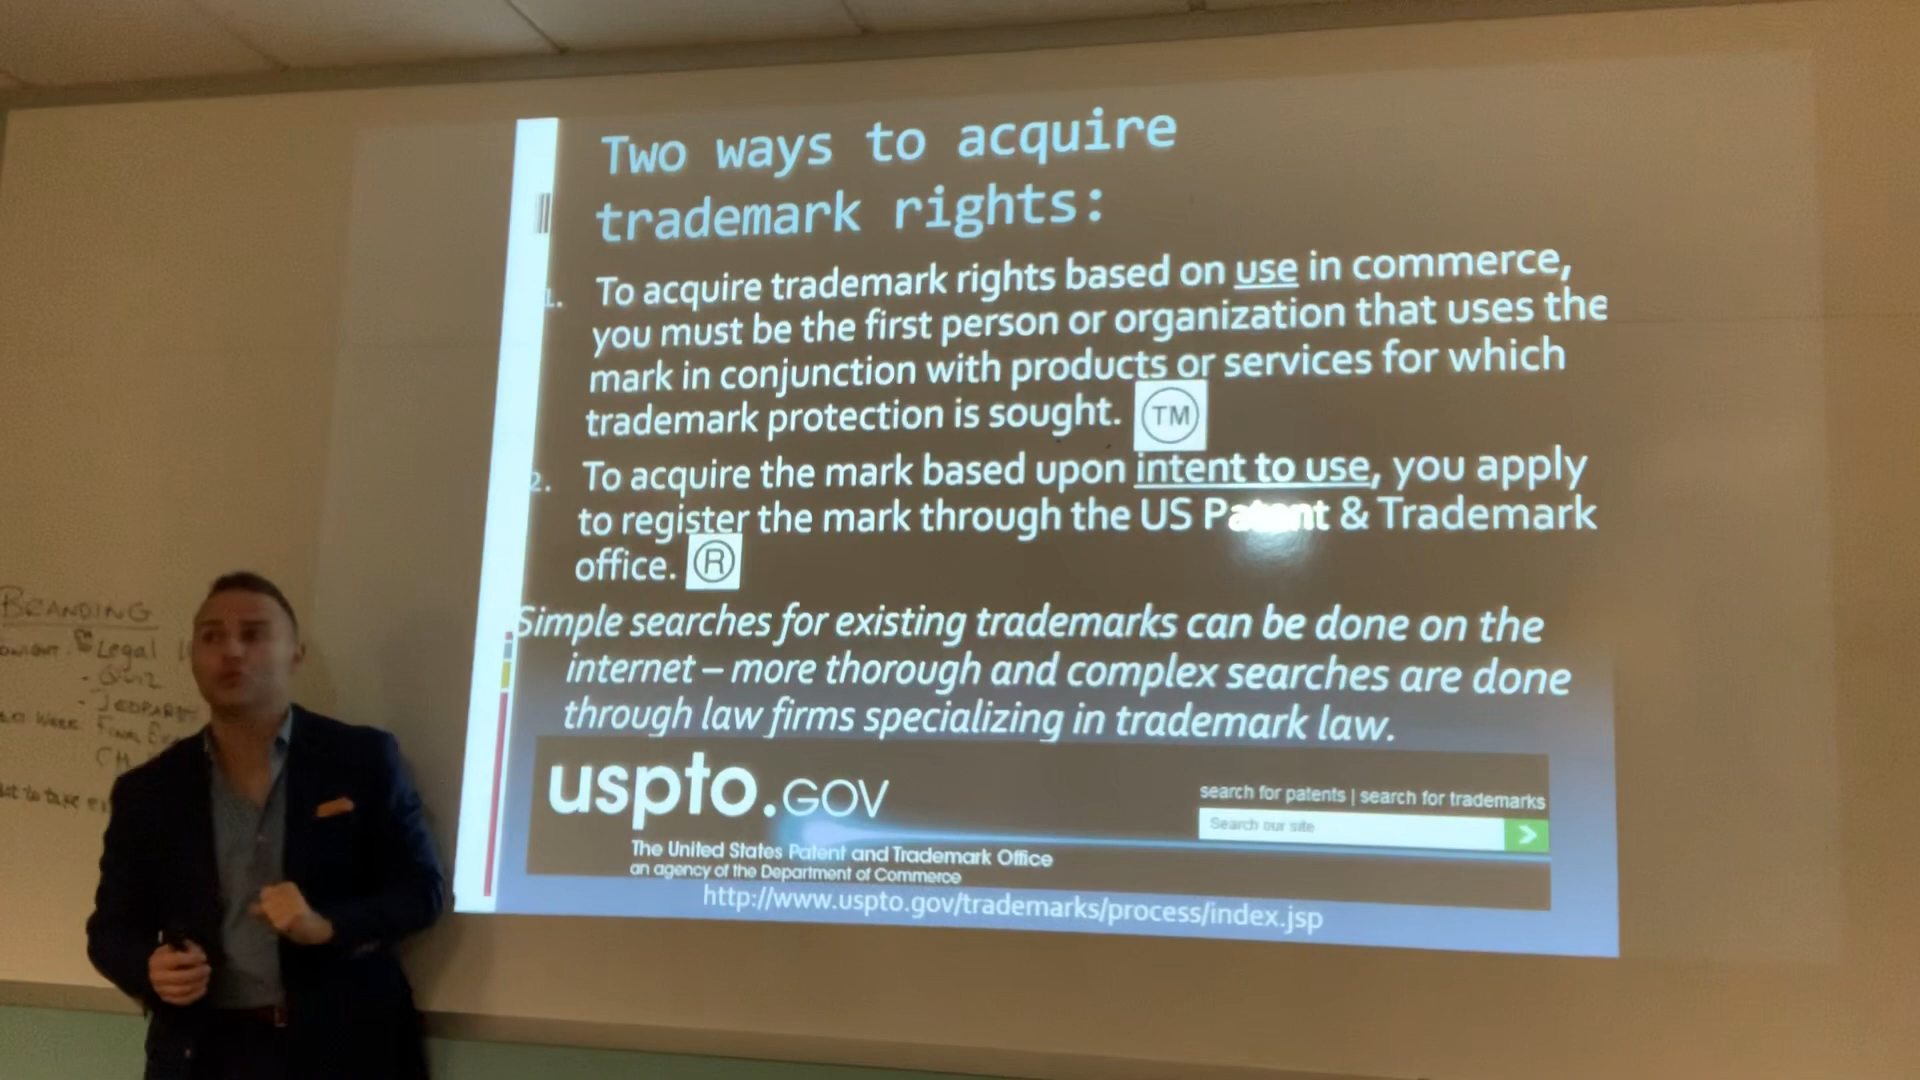 Two ways to acquire
trademark rights:
1. To acquire trademark rights based on use in commerce,
you must be the first person or organization that uses the
mark in conjunction with products or services for which
trademark protection is sought. TM
2. To acquire the mark based upon intent to use, you apply
to register the mark through the US Patent & Trademark
office. ®
Simple searches for existing trademarks can be done on the
internet – more thorough and complex searches are done
through law firms specializing in trademark law.
uspto.GOV
search for patents | search for trademarks
Search our site
The United States Patent and Trademark Office
an agency of the Department of Commerce
http://www.uspto.gov/trademarks/process/index.jsp
BRANDING
Legal
- Quiz
- JEOPARDY
WEEK: FINAL
to take